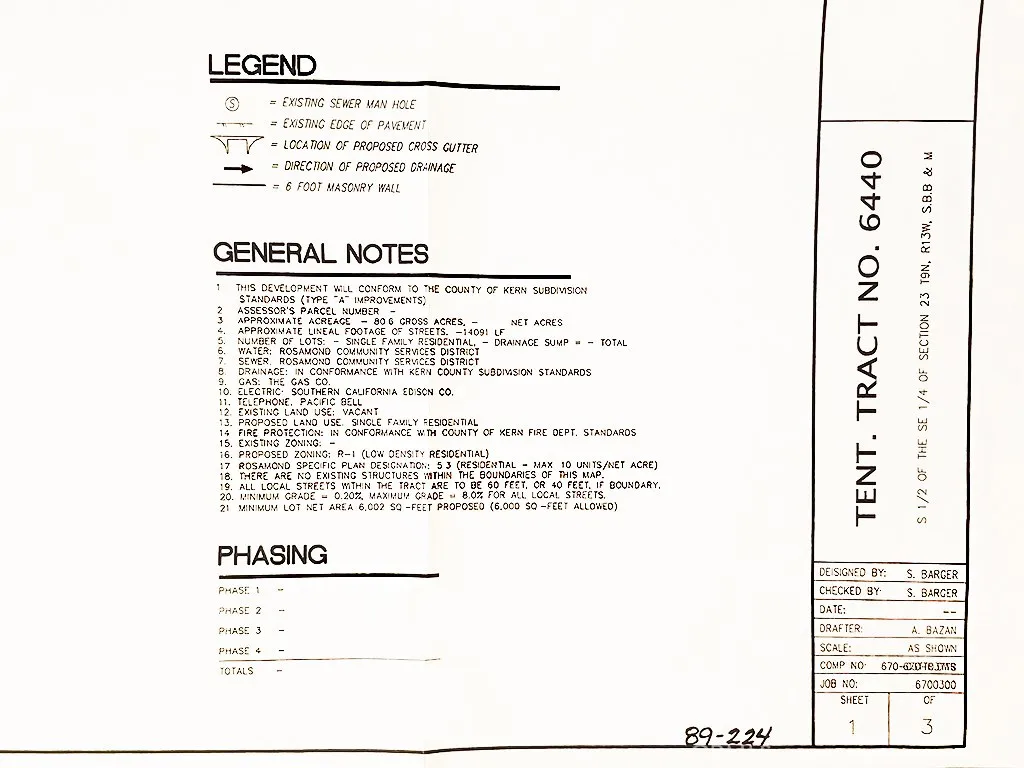 LEGEND
Ⓢ = EXISTING SEWER MAN HOLE
= EXISTING EDGE OF PAVEMENT
= LOCATION OF PROPOSED CROSS GUTTER
= DIRECTION OF PROPOSED DRAINAGE
= 6 FOOT MASONRY WALL
GENERAL NOTES
1 THIS DEVELOPMENT WILL CONFORM TO THE COUNTY OF KERN SUBDIVISION
STANDARDS (TYPE "A" IMPROVEMENTS)
2 ASSESSOR'S PARCEL NUMBER -
3 APPROXIMATE ACREAGE - 80.6 GROSS ACRES, - NET ACRES
4. APPROXIMATE LINEAL FOOTAGE OF STREETS. -14091 LF
5. NUMBER OF LOTS: - SINGLE FAMILY RESIDENTIAL, - DRAINAGE SUMP = - TOTAL
6. WATER: ROSAMOND COMMUNITY SERVICES DISTRICT
7. SEWER. ROSAMOND COMMUNITY SERVICES DISTRICT
8. DRAINAGE: IN CONFORMANCE WITH KERN COUNTY SUBDIVISION STANDARDS
9. GAS: THE GAS CO.
10. ELECTRIC: SOUTHERN CALIFORNIA EDISON CO.
11. TELEPHONE. PACIFIC BELL
12. EXISTING LAND USE: VACANT
13. PROPOSED LAND USE. SINGLE FAMILY RESIDENTIAL
14 FIRE PROTECTION: IN CONFORMANCE WITH COUNTY OF KERN FIRE DEPT. STANDARDS
15. EXISTING ZONING: -
16. PROPOSED ZONING: R-1 (LOW DENSITY RESIDENTIAL)
17 ROSAMOND SPECIFIC PLAN DESIGNATION: 5.3 (RESIDENTIAL - MAX 10 UNITS/NET ACRE)
18. THERE ARE NO EXISTING STRUCTURES WITHIN THE BOUNDARIES OF THIS MAP.
19. ALL LOCAL STREETS WITHIN THE TRACT ARE TO BE 60 FEET, OR 40 FEET, IF BOUNDARY.
20. MINIMUM GRADE = 0.20%, MAXIMUM GRADE = 8.0% FOR ALL LOCAL STREETS.
21 MINIMUM LOT NET AREA 6,002 SQ-FEET PROPOSED (6,000 SQ-FEET ALLOWED)
PHASING
PHASE 1 -
PHASE 2 -
PHASE 3 -
PHASE 4 -
TOTALS -
89-224
TENT. TRACT NO. 6440
S 1/2 OF THE SE 1/4 OF SECTION 23 T9N, R13W, S.B.B & M
DEISIGNED BY: S. BARGER
CHECKED BY: S. BARGER
DATE: --
DRAFTER: A. BAZAN
SCALE: AS SHOWN
COMP NO: 670-
JOB NO: 6700300
SHEET OF
1 3